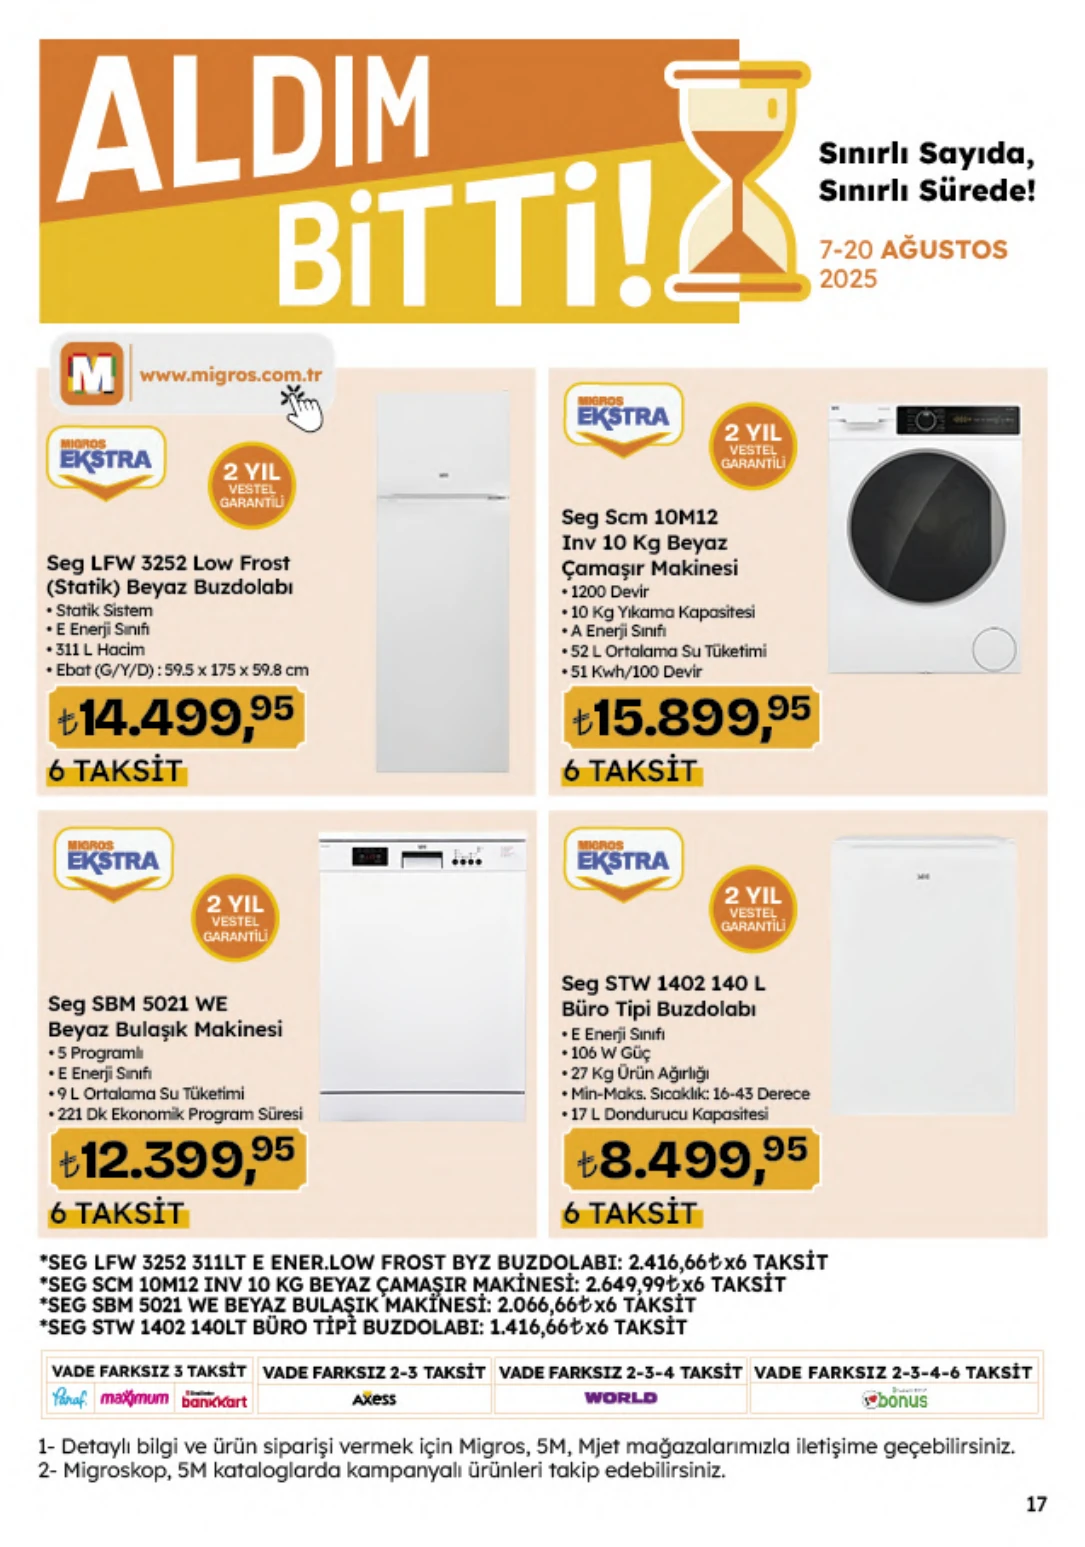 ALDIM
BİTTİ!
Sınırlı Sayıda,
Sınırlı Sürede!
7-20 AĞUSTOS
2025
M
www.migros.com.tr
MIGROS
EKSTRA
2 YIL
VESTEL
GARANTİLİ
Seg LFW 3252 Low Frost
(Statik) Beyaz Buzdolabı
• Statik Sistem
• E Enerji Sınıfı
• 311 L Hacim
• Ebat (G/Y/D) : 59.5 x 175 x 59.8 cm
₺14.499,95
6 TAKSİT
MIGROS
EKSTRA
2 YIL
VESTEL
GARANTİLİ
Seg Scm 10M12
Inv 10 Kg Beyaz
Çamaşır Makinesi
• 1200 Devir
• 10 Kg Yıkama Kapasitesi
• A Enerji Sınıfı
• 52 L Ortalama Su Tüketimi
• 51 Kwh/100 Devir
₺15.899,95
6 TAKSİT
MIGROS
EKSTRA
2 YIL
VESTEL
GARANTİLİ
Seg SBM 5021 WE
Beyaz Bulaşık Makinesi
• 5 Programlı
• E Enerji Sınıfı
• 9 L Ortalama Su Tüketimi
• 221 Dk Ekonomik Program Süresi
₺12.399,95
6 TAKSİT
MIGROS
EKSTRA
2 YIL
VESTEL
GARANTİLİ
Seg STW 1402 140 L
Büro Tipi Buzdolabı
• E Enerji Sınıfı
• 106 W Güç
• 27 Kg Ürün Ağırlığı
• Min-Maks. Sıcaklık: 16-43 Derece
• 17 L Dondurucu Kapasitesi
₺8.499,95
6 TAKSİT
*SEG LFW 3252 311LT E ENER.LOW FROST BYZ BUZDOLABI: 2.416,66₺x6 TAKSİT
*SEG SCM 10M12 INV 10 KG BEYAZ ÇAMAŞIR MAKİNESİ: 2.649,99₺x6 TAKSİT
*SEG SBM 5021 WE BEYAZ BULAŞIK MAKİNESİ: 2.066,66₺x6 TAKSİT
*SEG STW 1402 140LT BÜRO TİPİ BUZDOLABI: 1.416,66₺x6 TAKSİT
VADE FARKSIZ 3 TAKSİT VADE FARKSIZ 2-3 TAKSİT VADE FARKSIZ 2-3-4 TAKSİT VADE FARKSIZ 2-3-4-6 TAKSİT
Paraf. maximum bankkart axess WORLD bonus
1- Detaylı bilgi ve ürün siparişi vermek için Migros, 5M, Mjet mağazalarımızla iletişime geçebilirsiniz.
2- Migroskop, 5M kataloglarda kampanyalı ürünleri takip edebilirsiniz.
17